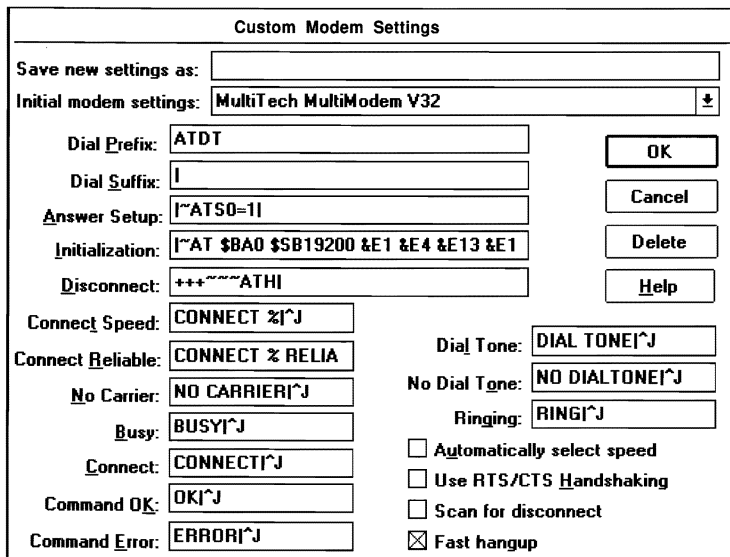 Custom Modem Settings
Save new settings as:
Initial modem settings: MultiTech MultiModem V32
Dial Prefix: ATDT
Dial Suffix: |
Answer Setup: |~ATS0=1|
Initialization: |~AT $BA0 $SB19200 &E1 &E4 &E13 &E1
Disconnect: +++~~~ATH|
Connect Speed: CONNECT %|^J
Connect Reliable: CONNECT % RELIA
No Carrier: NO CARRIER|^J
Busy: BUSY|^J
Connect: CONNECT|^J
Command OK: OK|^J
Command Error: ERROR|^J
OK
Cancel
Delete
Help
Dial Tone: DIAL TONE|^J
No Dial Tone: NO DIALTONE|^J
Ringing: RING|^J
Automatically select speed
Use RTS/CTS Handshaking
Scan for disconnect
Fast hangup